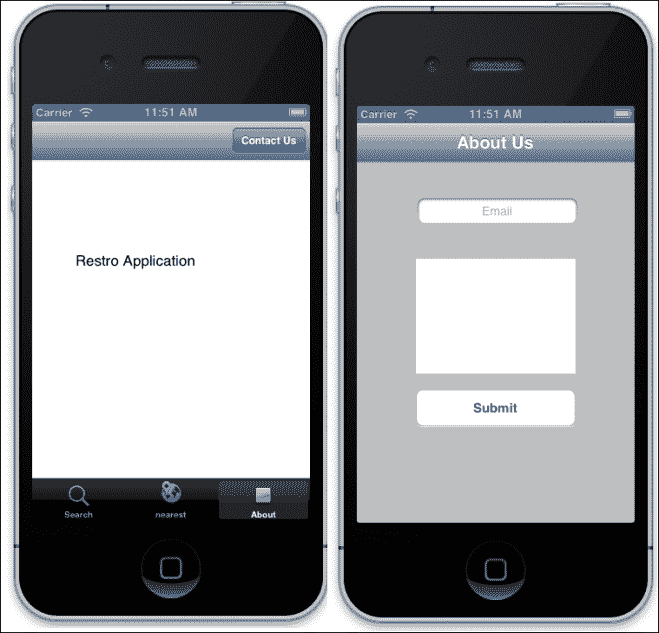 Carrier 11:51 AM
Contact Us
Restro Application
Search nearest About
Carrier 11:51 AM
About Us
Email
Submit